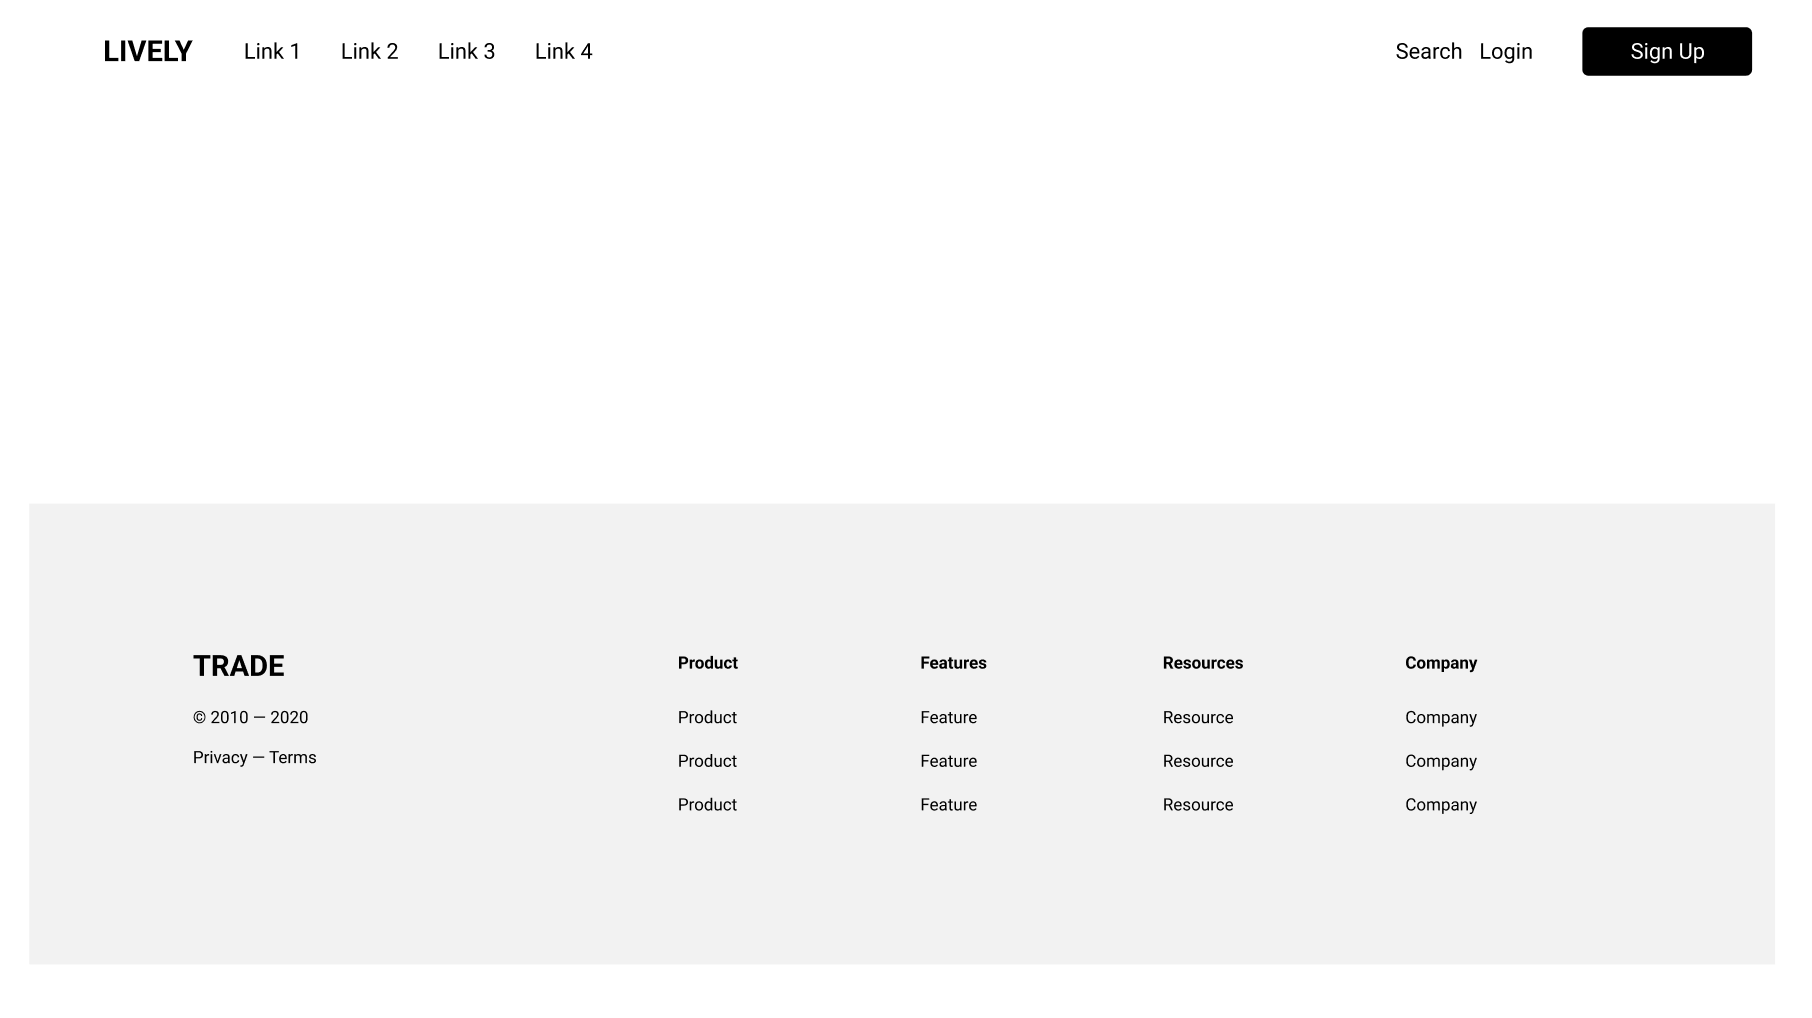 LIVELY Link 1 Link 2 Link 3 Link 4 Search Login Sign Up
TRADE
© 2010 — 2020
Privacy — Terms
Product
Product
Product
Product
Features
Feature
Feature
Feature
Resources
Resource
Resource
Resource
Company
Company
Company
Company